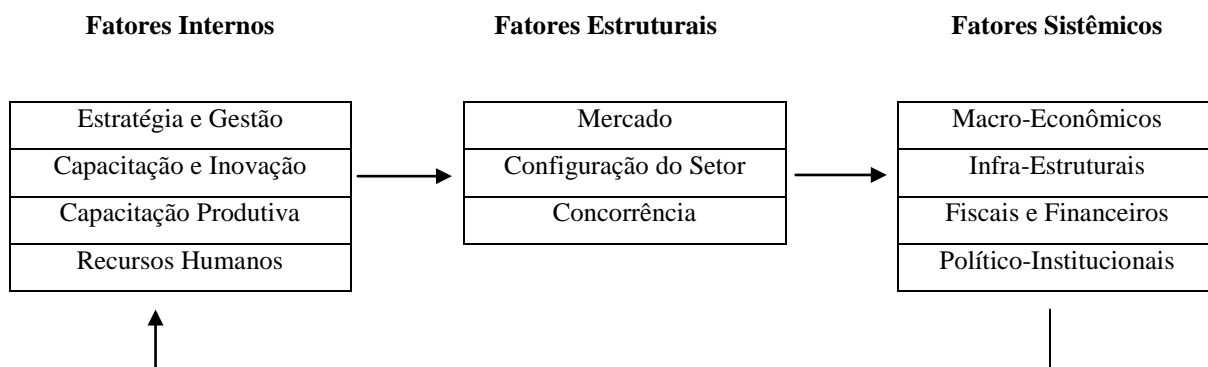 Fatores Internos
Fatores Estruturais
Fatores Sistêmicos
Estratégia e Gestão
Capacitação e Inovação
Capacitação Produtiva
Recursos Humanos
Mercado
Configuração do Setor
Concorrência
Macro-Econômicos
Infra-Estruturais
Fiscais e Financeiros
Político-Institucionais